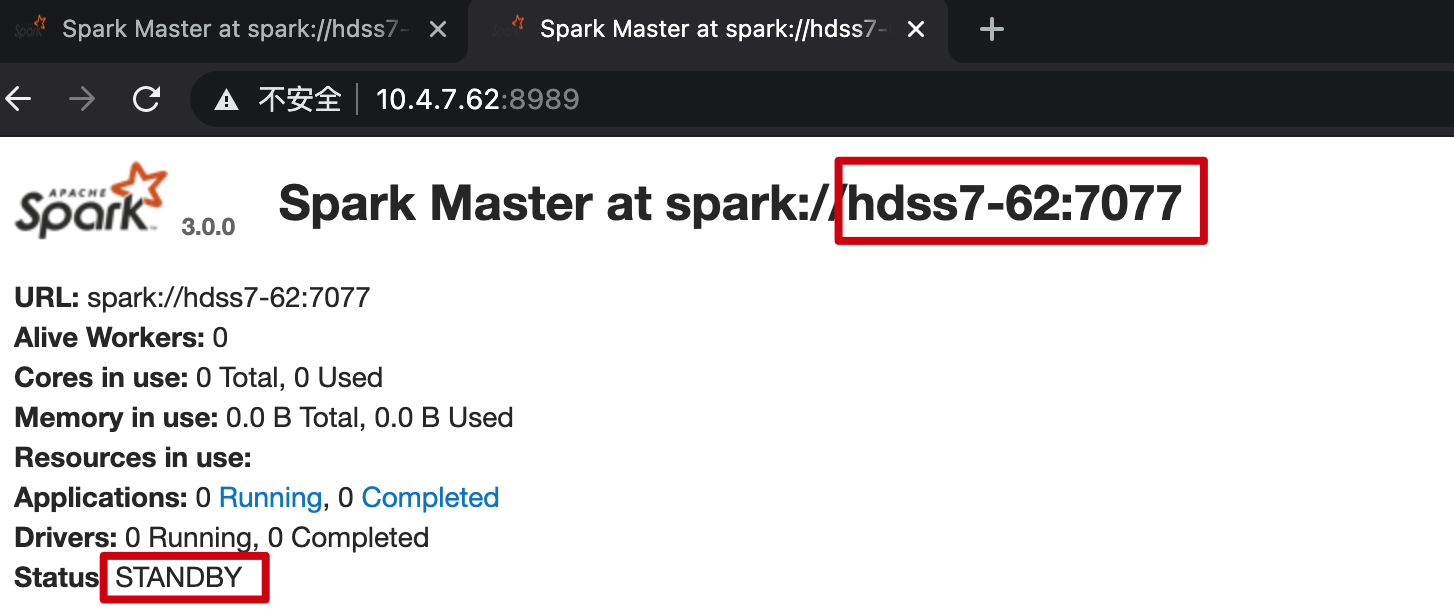 Spark Master at spark://hdss7-
Spark Master at spark://hdss7-
不安全 10.4.7.62:8989
APACHE
Spark 3.0.0
Spark Master at spark://hdss7-62:7077
URL: spark://hdss7-62:7077
Alive Workers: 0
Cores in use: 0 Total, 0 Used
Memory in use: 0.0 B Total, 0.0 B Used
Resources in use:
Applications: 0 Running, 0 Completed
Drivers: 0 Running, 0 Completed
Status STANDBY